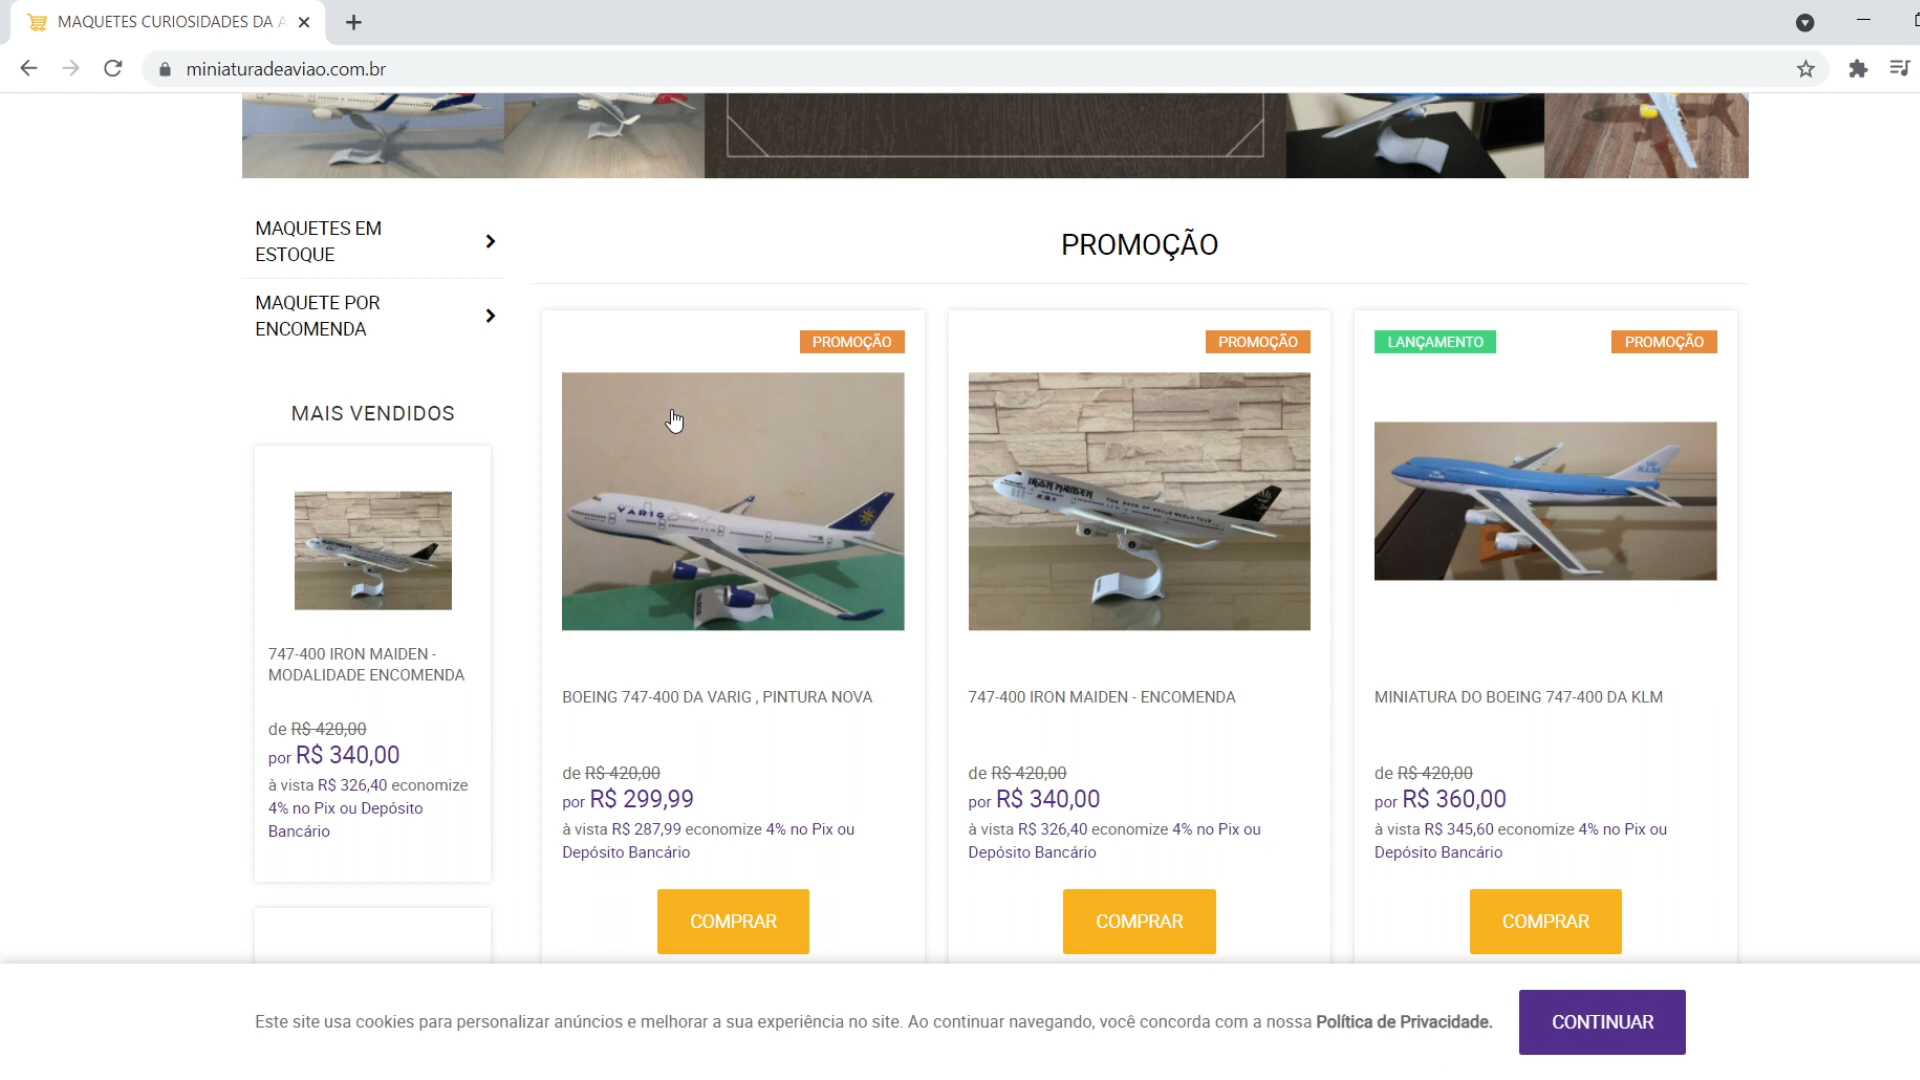 MAQUETES CURIOSIDADES DA A
miniaturadeaviao.com.br
MAQUETES EM
ESTOQUE
MAQUETE POR
ENCOMENDA
MAIS VENDIDOS
747-400 IRON MAIDEN -
MODALIDADE ENCOMENDA
de R$ 420,00
por R$ 340,00
à vista R$ 326,40 economize
4% no Pix ou Depósito
Bancário
PROMOÇÃO
PROMOÇÃO
VARIG Brasil
BOEING 747-400 DA VARIG , PINTURA NOVA
de R$ 420,00
por R$ 299,99
à vista R$ 287,99 economize 4% no Pix ou
Depósito Bancário
COMPRAR
PROMOÇÃO
IRON MAIDEN
747-400 IRON MAIDEN - ENCOMENDA
de R$ 420,00
por R$ 340,00
à vista R$ 326,40 economize 4% no Pix ou
Depósito Bancário
COMPRAR
LANÇAMENTO
PROMOÇÃO
KLM
MINIATURA DO BOEING 747-400 DA KLM
de R$ 420,00
por R$ 360,00
à vista R$ 345,60 economize 4% no Pix ou
Depósito Bancário
COMPRAR
Este site usa cookies para personalizar anúncios e melhorar a sua experiência no site. Ao continuar navegando, você concorda com a nossa Política de Privacidade.
CONTINUAR